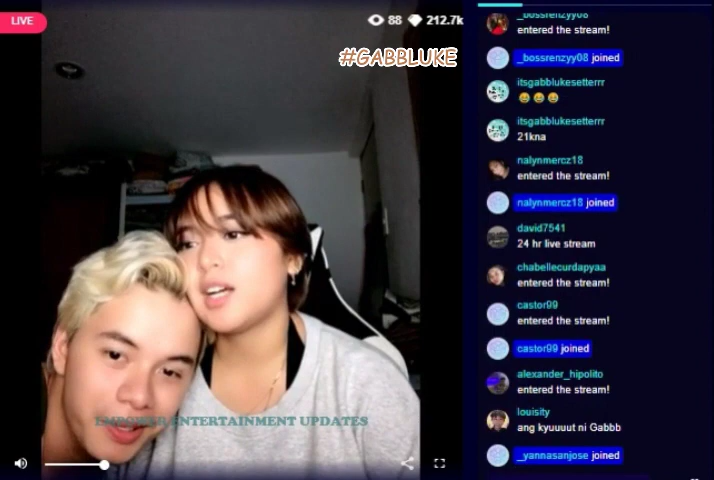 LIVE
88 212.7k
#GABBLUKE
ENTERTAINMENT UPDATES
_bossrenzyy08
entered the stream!
_bossrenzyy08 joined
itsgabblukesetterrr
😂 😂 😂
itsgabblukesetterrr
21kna
nalynmercz18
entered the stream!
nalynmercz18 joined
david7541
24 hr live stream
chabellecurdapyaa
entered the stream!
castor99
entered the stream!
castor99 joined
alexander_hipolito
entered the stream!
louisity
ang kyuuuut ni Gabbb
_yannasanjose joined